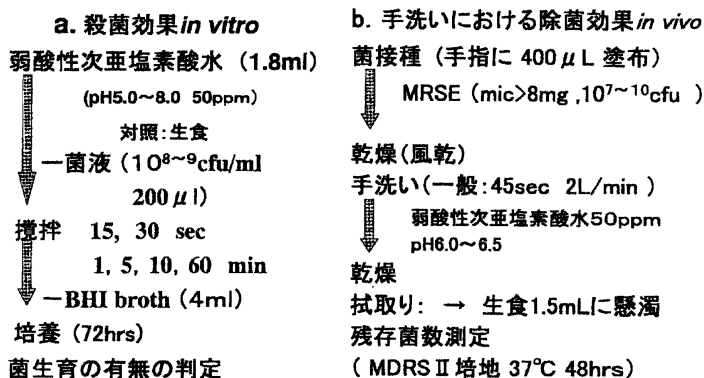 a. 殺菌効果in vitro
弱酸性次亜塩素酸水 (1.8ml)
(pH5.0～8.0 50ppm)
対照:生食
ー菌液 (10⁸～⁹cfu/ml
200μl)
攪拌 15, 30 sec
1, 5, 10, 60 min
ーBHI broth (4ml)
培養 (72hrs)
菌生育の有無の判定
b. 手洗いにおける除菌効果in vivo
菌接種 (手指に 400μL 塗布)
MRSE (mic>8mg ,10⁷～¹⁰cfu )
乾燥(風乾)
手洗い(一般:45sec 2L/min )
弱酸性次亜塩素酸水50ppm
pH6.0～6.5
乾燥
拭取り: → 生食1.5mLに懸濁
残存菌数測定
( MDRSⅡ培地 37℃ 48hrs)